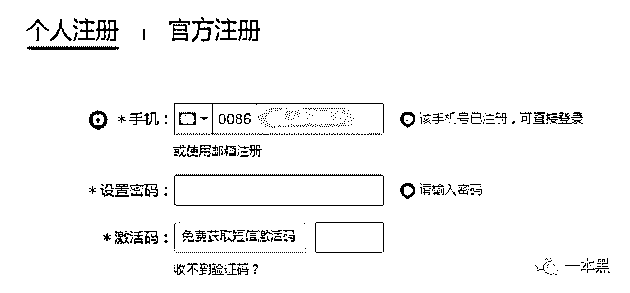 个人注册 | 官方注册
*手机: 0086 该手机号已注册，可直接登录
或使用邮箱注册
*设置密码: 请输入密码
*激活码: 免费获取短信激活码
收不到验证码？
一本黑